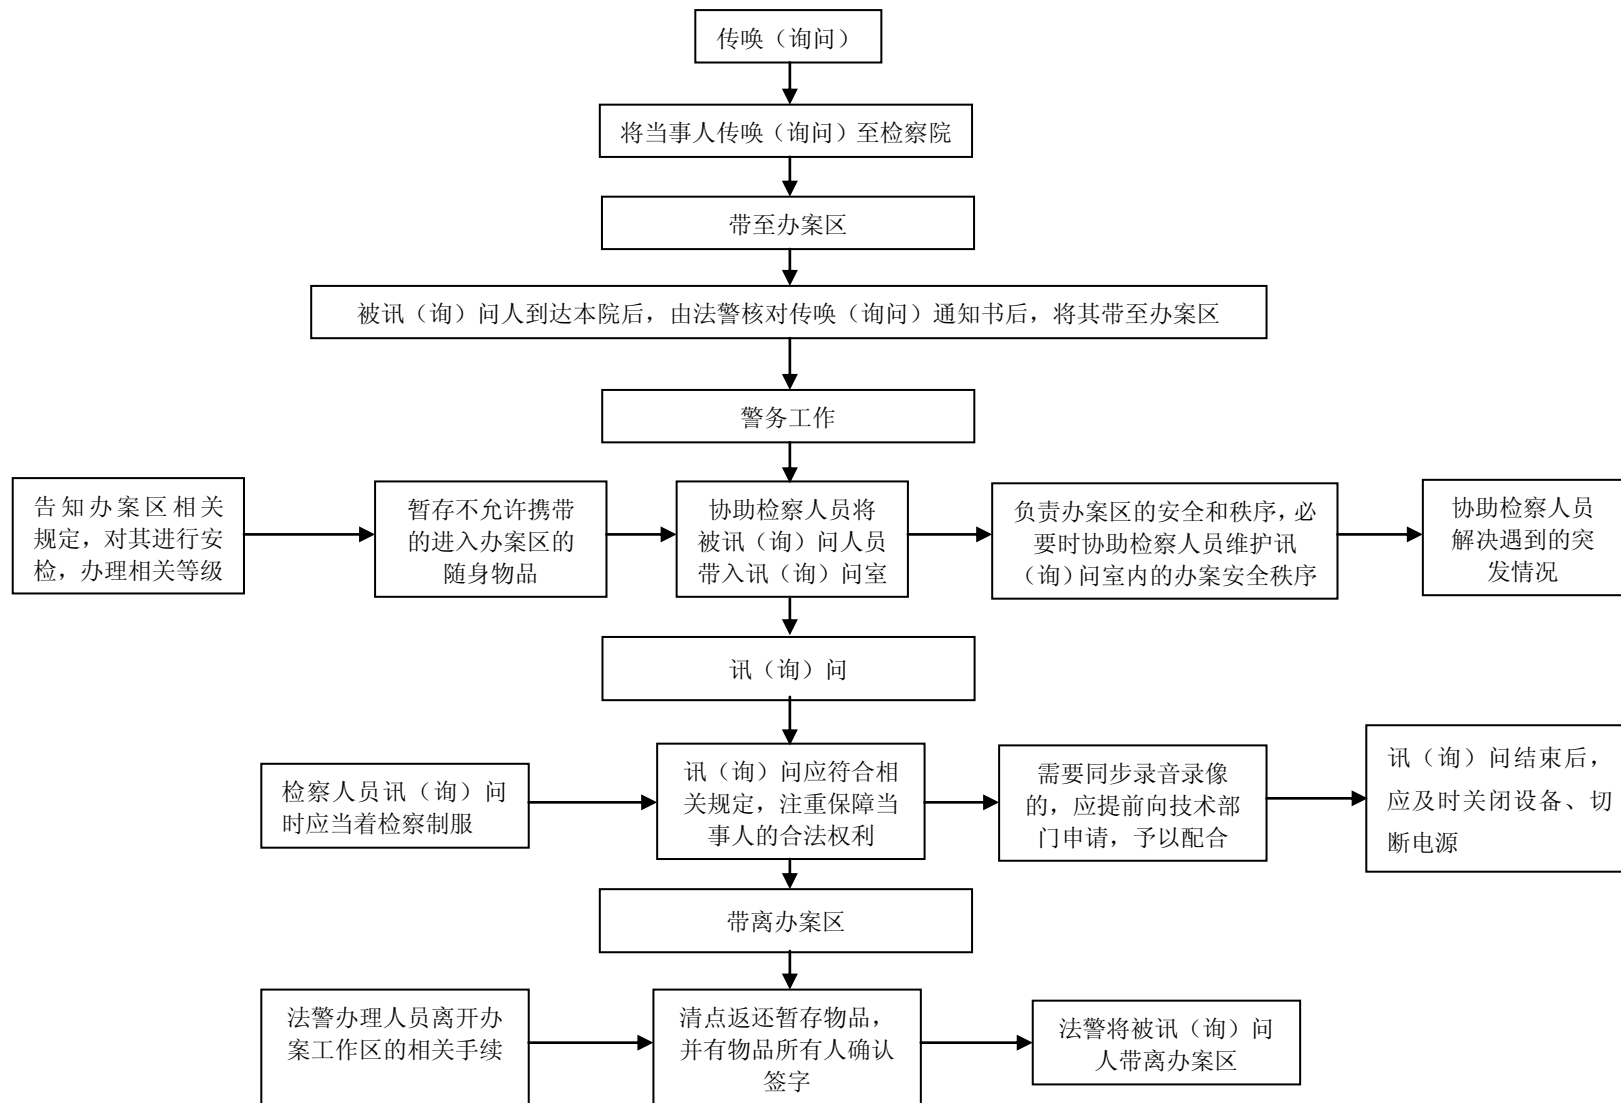 传唤（询问）
将当事人传唤（询问）至检察院
带至办案区
被讯（询）问人到达本院后，由法警核对传唤（询问）通知书后，将其带至办案区
警务工作
告知办案区相关
规定，对其进行安
检，办理相关等级
暂存不允许携带
的进入办案区的
随身物品
协助检察人员将
被讯（询）问人员
带入讯（询）问室
负责办案区的安全和秩序，必
要时协助检察人员维护讯
（询）问室内的办案安全秩序
协助检察人员
解决遇到的突
发情况
讯（询）问
检察人员讯（询）问
时应当着检察制服
讯（询）问应符合相
关规定，注重保障当
事人的合法权利
需要同步录音录像
的，应提前向技术部
门申请，予以配合
讯（询）问结束后，
应及时关闭设备、切
断电源
带离办案区
法警办理人员离开办
案工作区的相关手续
清点返还暂存物品，
并有物品所有人确认
签字
法警将被讯（询）问
人带离办案区